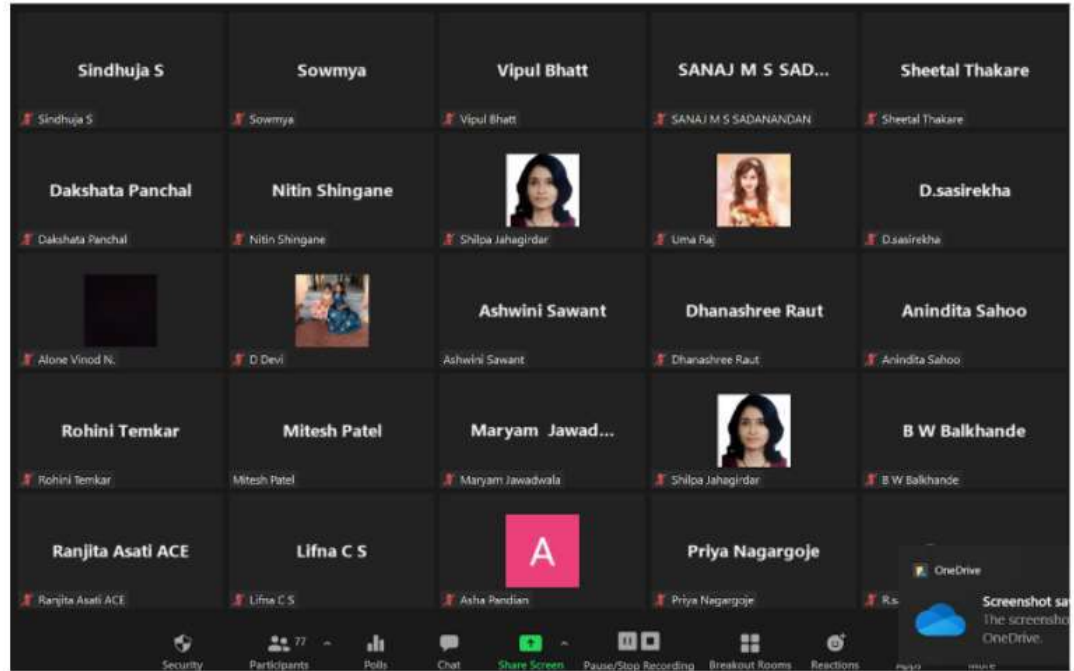 Sindhuja S
Sowmya
Vipul Bhatt
SANAJ M S SAD...
Sheetal Thakare
Sindhuja S
Sowmya
Vipul Bhatt
SANAJ M S SADANANDAN
Sheetal Thakare
Dakshata Panchal
Nitin Shingane
D.sasirekha
Dakshata Panchal
Nitin Shingane
Shilpa Jahagirdar
Uma Raj
D.sasirekha
Ashwini Sawant
Dhanashree Raut
Anindita Sahoo
Alone Vinod N.
D Devi
Ashwini Sawant
Dhanashree Raut
Anindita Sahoo
Rohini Temkar
Mitesh Patel
Maryam Jawad...
B W Balkhande
Rohini Temkar
Mitesh Patel
Maryam Jawadwala
Shilpa Jahagirdar
B W Balkhande
Ranjita Asati ACE
Lifna C S
A
Priya Nagargoje
Ranjita Asati ACE
Lifna C S
Asha Pandian
Priya Nagargoje
OneDrive
Screenshot sa
The screensho
OneDrive.
77
Security
Participants
Polls
Chat
Share Screen
Pause/Stop Recording
Breakout Rooms
Reactions